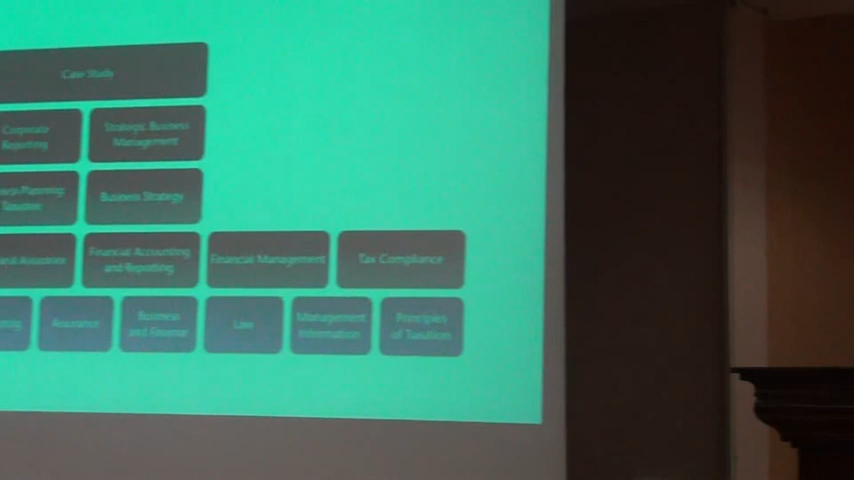 Case Study
Corporate
Reporting
Strategic Business
Management
Business Strategy
Financial Accounting
and Reporting
Financial Management
Tax Compliance
Assurance
Business
and Finance
Law
Management
Information
Principles
of Taxation